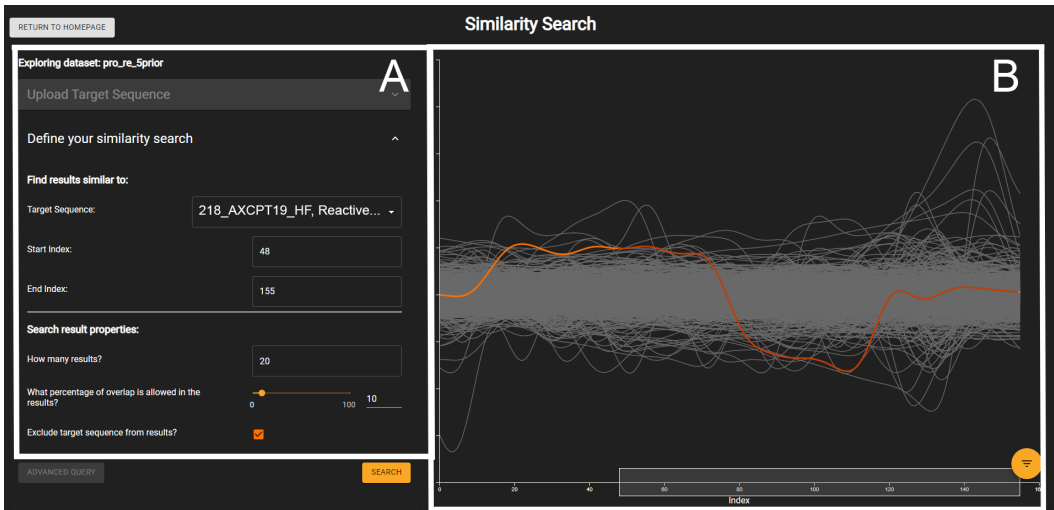 RETURN TO HOMEPAGE
Similarity Search
Exploring dataset: pro_re_5prior
A
Upload Target Sequence
Define your similarity search
Find results similar to:
Target Sequence:
218_AXCPT19_HF, Reactive...
Start Index:
48
End Index:
155
Search result properties:
How many results?
20
What percentage of overlap is allowed in the
results?
0
100
10
Exclude target sequence from results?
ADVANCED QUERY
SEARCH
B
0 20 40 60 80 100 120 140
Index